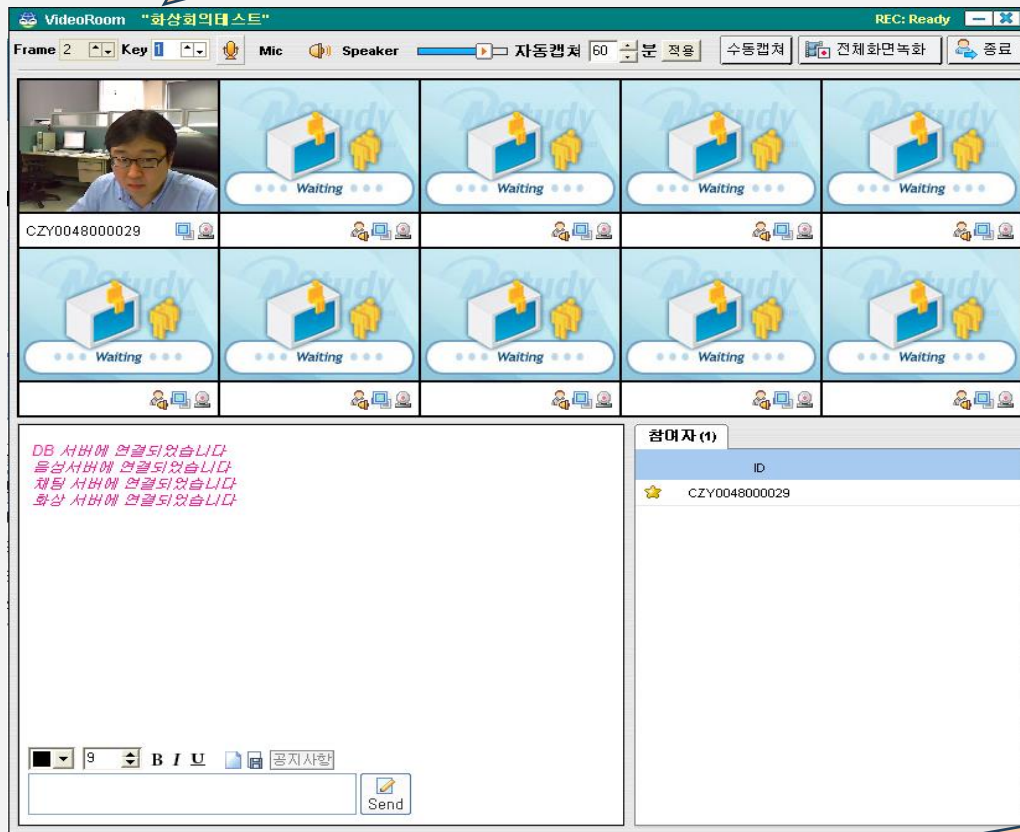 VideoRoom "화상회의테스트" REC: Ready
Frame 2 Key 1 Mic Speaker 자동캡쳐 60 분 적용 수동캡쳐 전체화면녹화 종료
Waiting Waiting Waiting Waiting
CZY0048000029
Waiting Waiting Waiting Waiting Waiting
DB 서버에 연결되었습니다
음성서버에 연결되었습니다
채팅 서버에 연결되었습니다
화상 서버에 연결되었습니다
9 B I U 공지사항
Send
참여자 (1)
ID
CZY0048000029